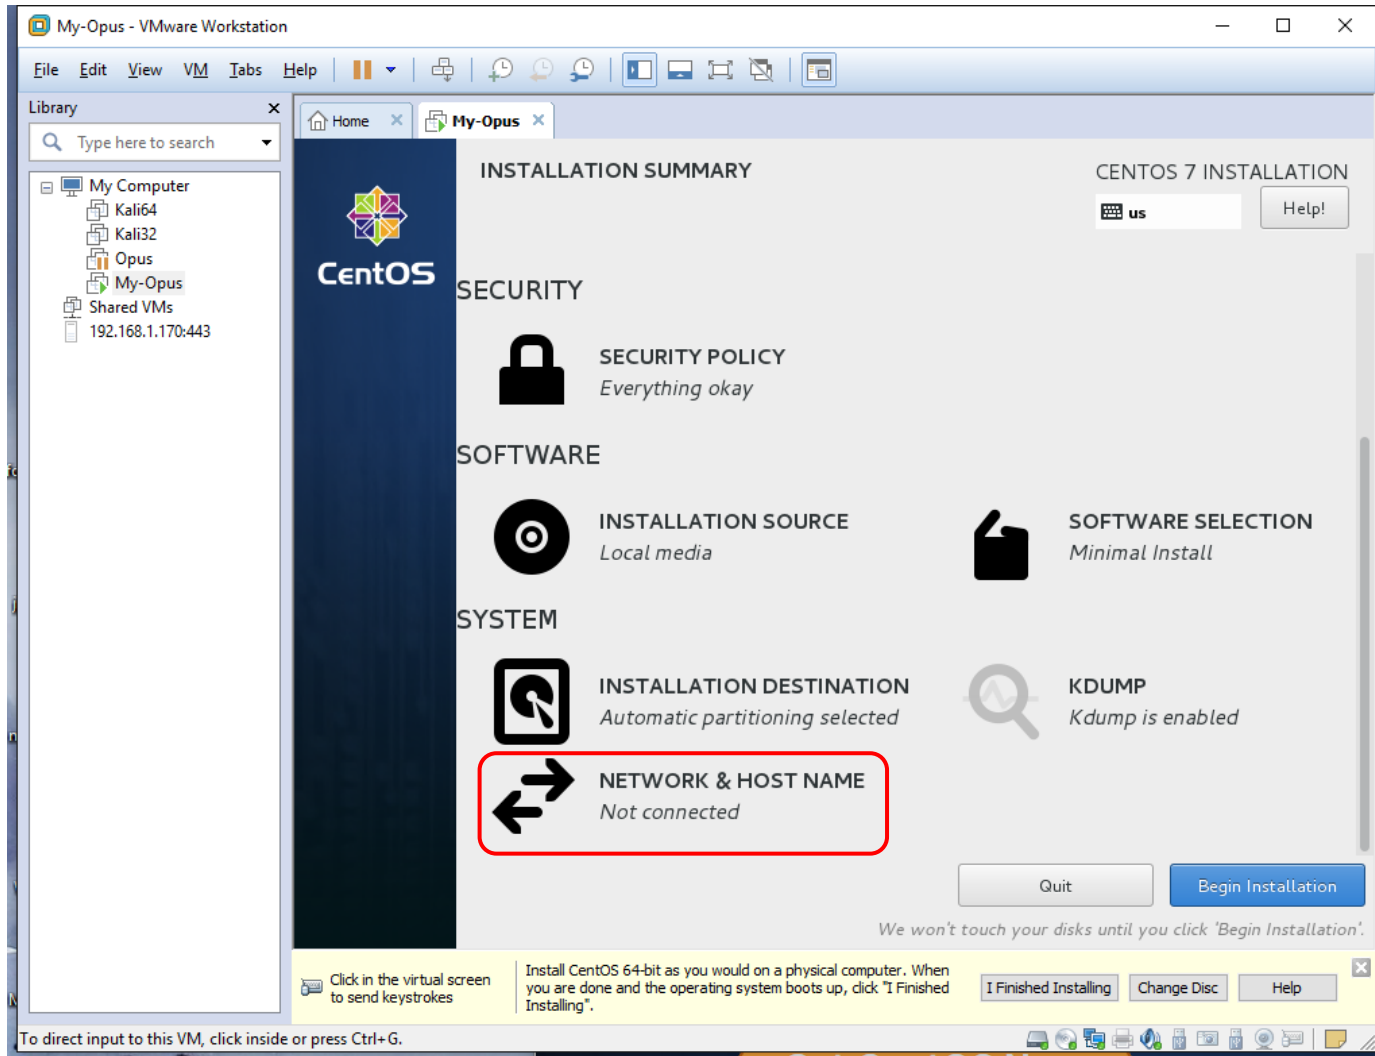 My-Opus - VMware Workstation
File Edit View VM Tabs Help
Library
Type here to search
My Computer
Kali64
Kali32
Opus
My-Opus
Shared VMs
192.168.1.170:443
Home
My-Opus
CentOS
INSTALLATION SUMMARY
CENTOS 7 INSTALLATION
us
Help!
SECURITY
SECURITY POLICY
Everything okay
SOFTWARE
INSTALLATION SOURCE
Local media
SOFTWARE SELECTION
Minimal Install
SYSTEM
INSTALLATION DESTINATION
Automatic partitioning selected
KDUMP
Kdump is enabled
NETWORK & HOST NAME
Not connected
Quit
Begin Installation
We won't touch your disks until you click 'Begin Installation'.
Click in the virtual screen
to send keystrokes
Install CentOS 64-bit as you would on a physical computer. When
you are done and the operating system boots up, click "I Finished
Installing".
I Finished Installing
Change Disc
Help
To direct input to this VM, click inside or press Ctrl+G.